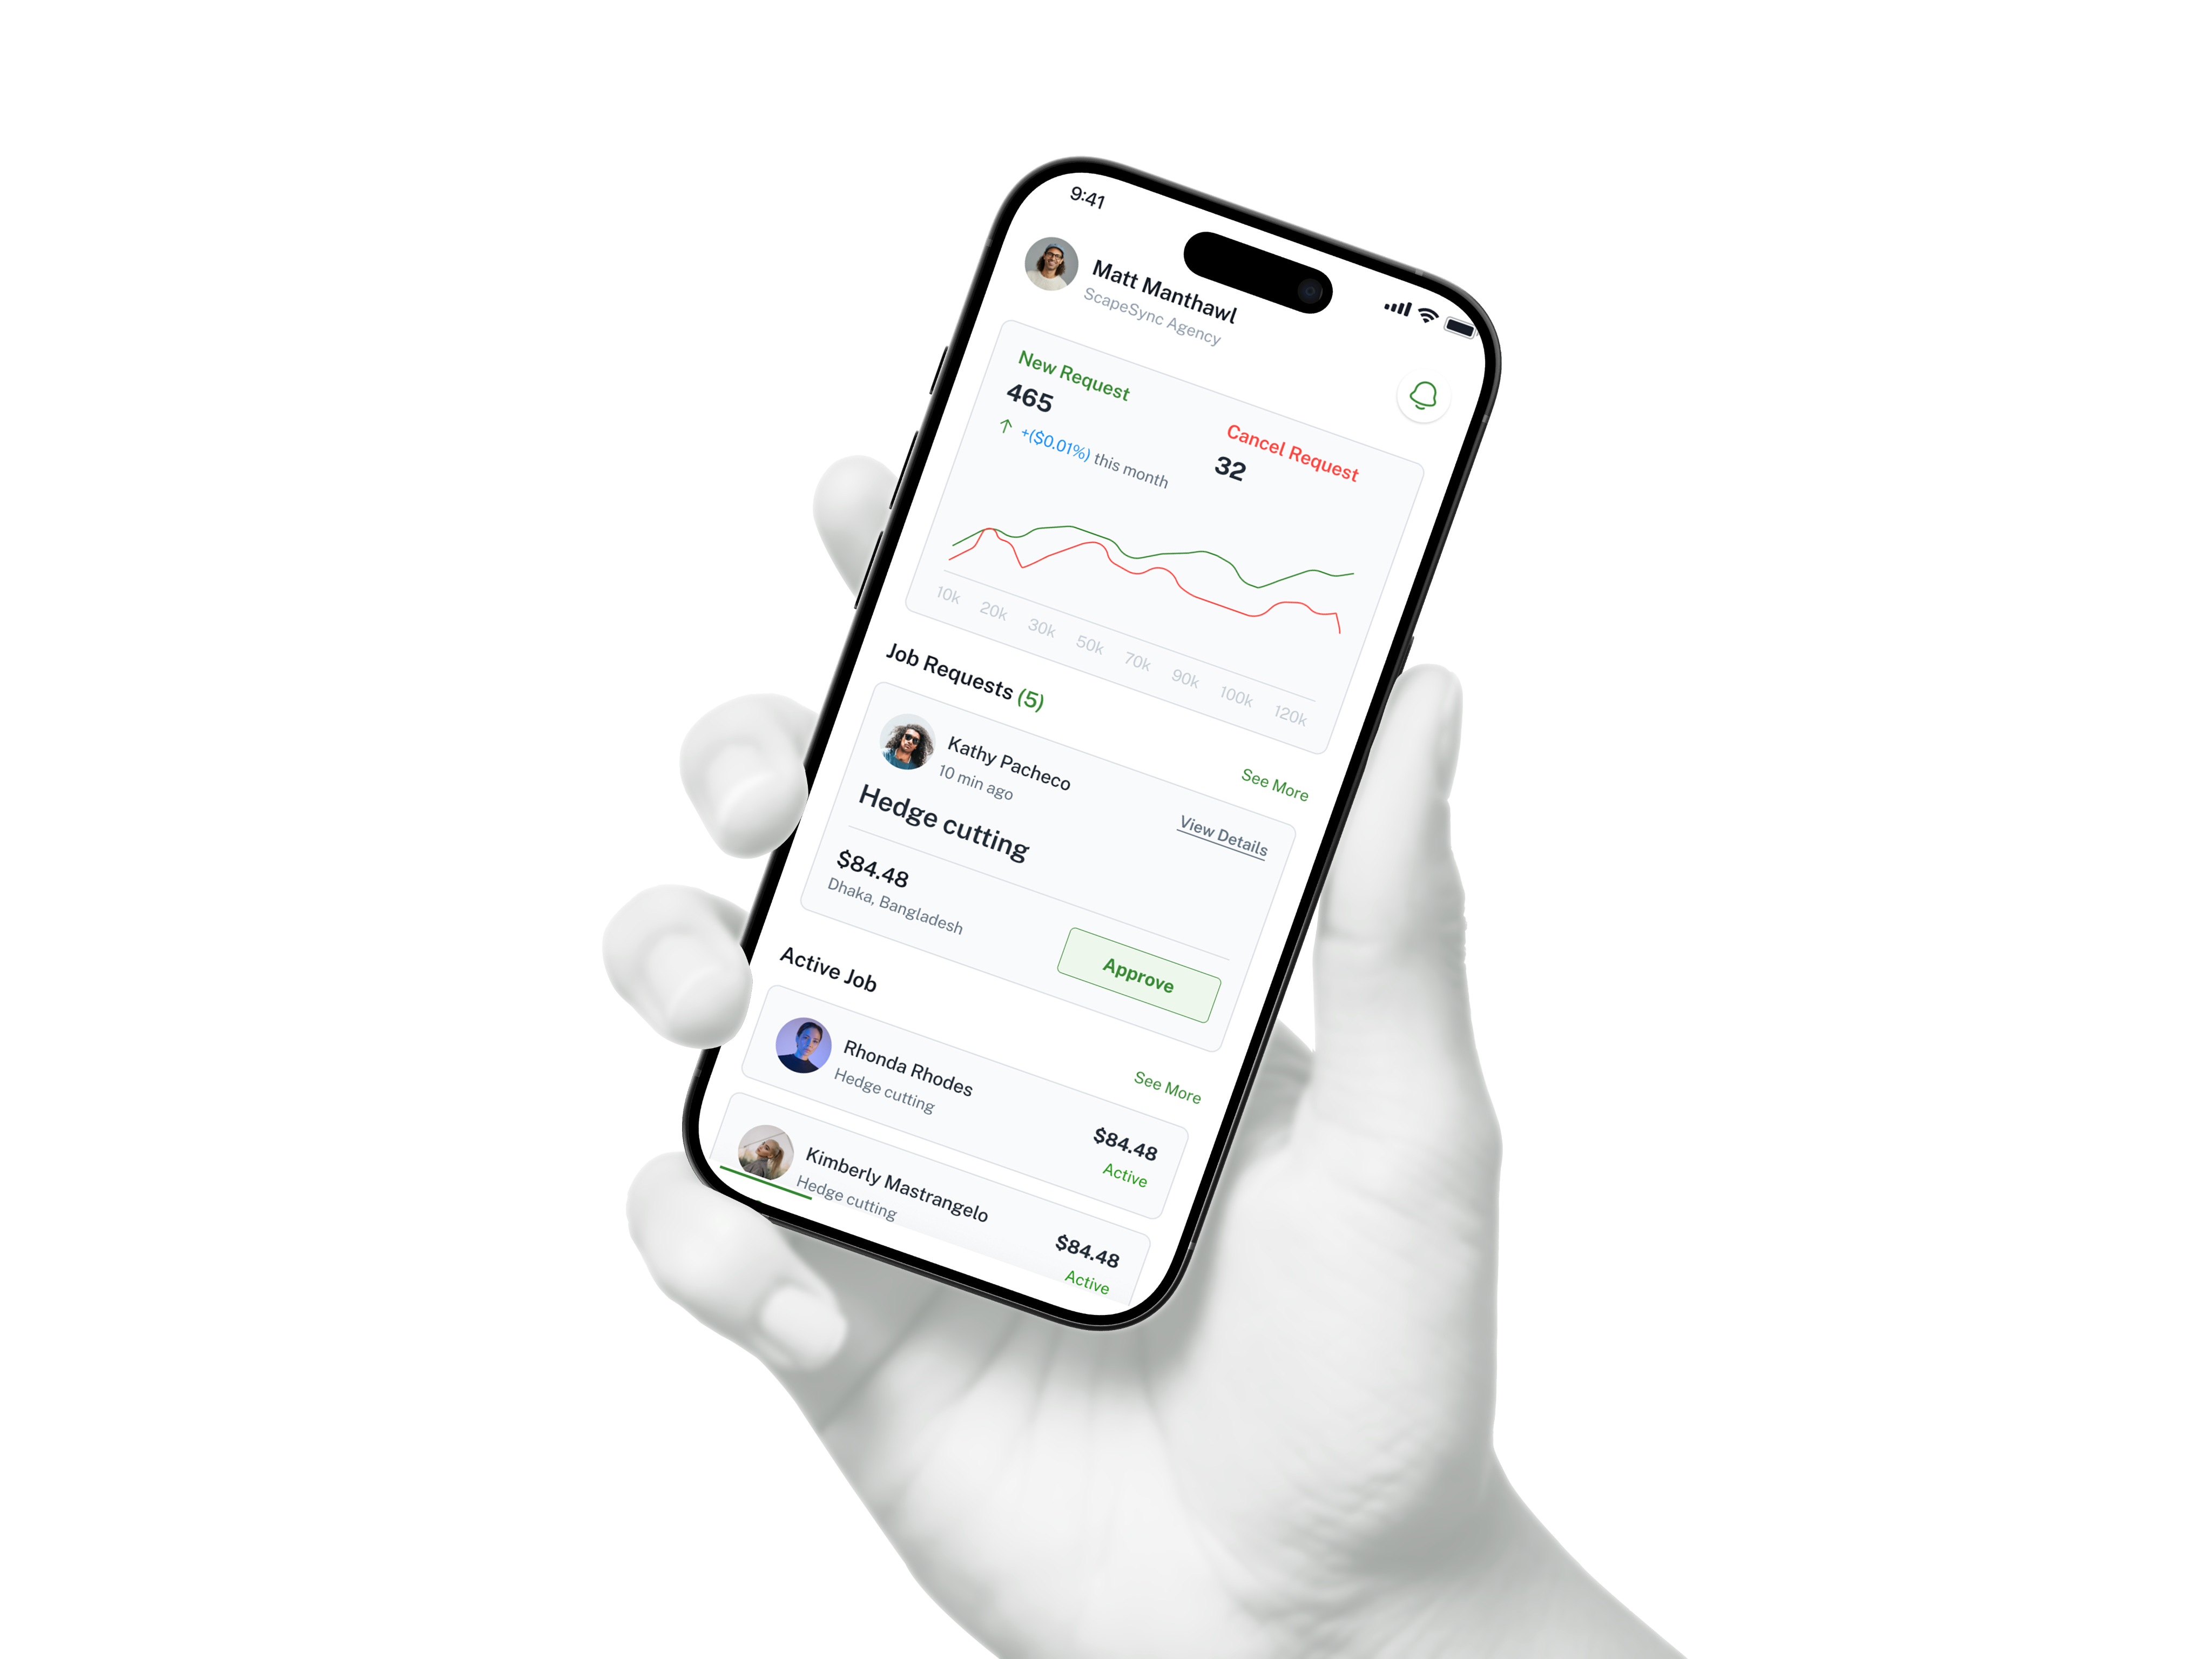 9:41
Matt Manthawl
ScapeSync Agency
New Request
465
+($0.01%) this month
Cancel Request
32
10k 20k 30k 50k 70k 90k 100k 120k
Job Requests (5)
See More
Kathy Pacheco
10 min ago
View Details
Hedge cutting
$84.48
Dhaka, Bangladesh
Approve
Active Job
See More
Rhonda Rhodes
Hedge cutting
$84.48
Active
Kimberly Mastrangelo
Hedge cutting
$84.48
Active